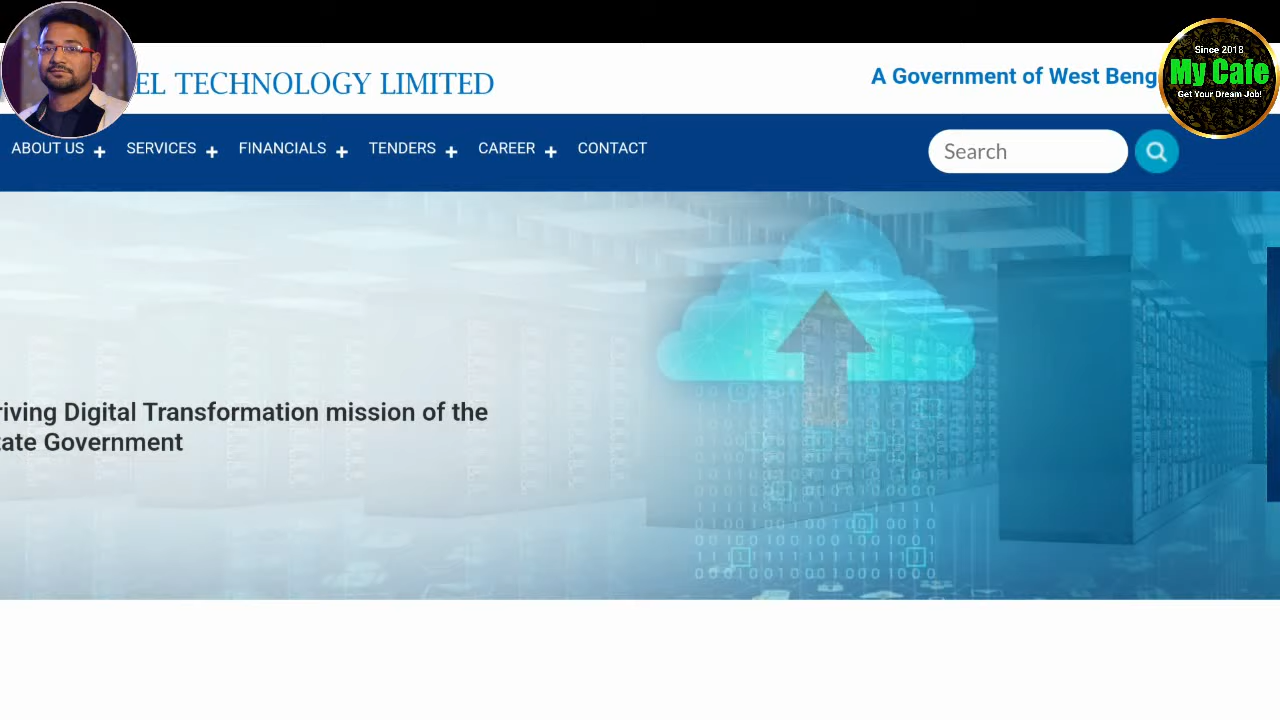 EL TECHNOLOGY LIMITED
A Government of West Beng
Since 2018
My Cafe
Get Your Dream Job!
ABOUT US + SERVICES + FINANCIALS + TENDERS + CAREER + CONTACT
Search
riving Digital Transformation mission of the
tate Government